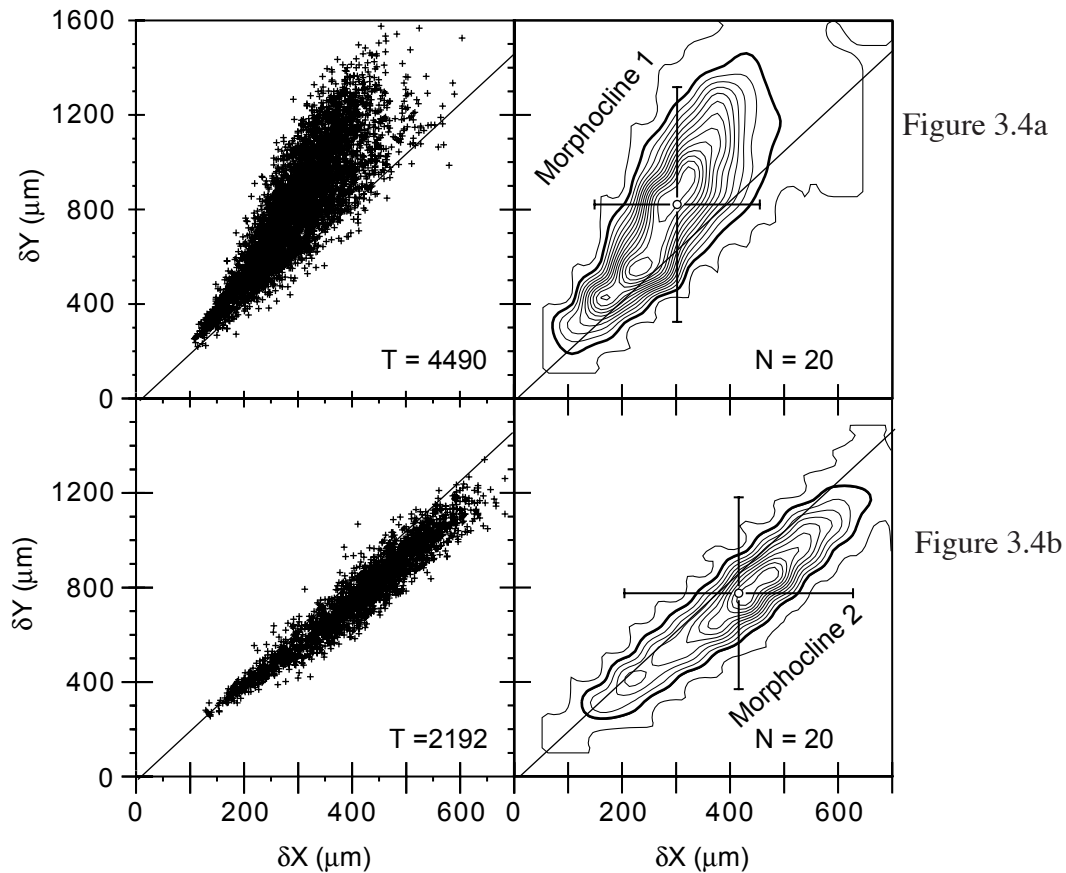 1600
1200
800
400
0
δY (μm)
T = 4490
Morphocline 1
N = 20
Figure 3.4a
1200
800
400
0
δY (μm)
T =2192
Morphocline 2
N = 20
Figure 3.4b
0 200 400 600
0 200 400 600
δX (μm)
δX (μm)